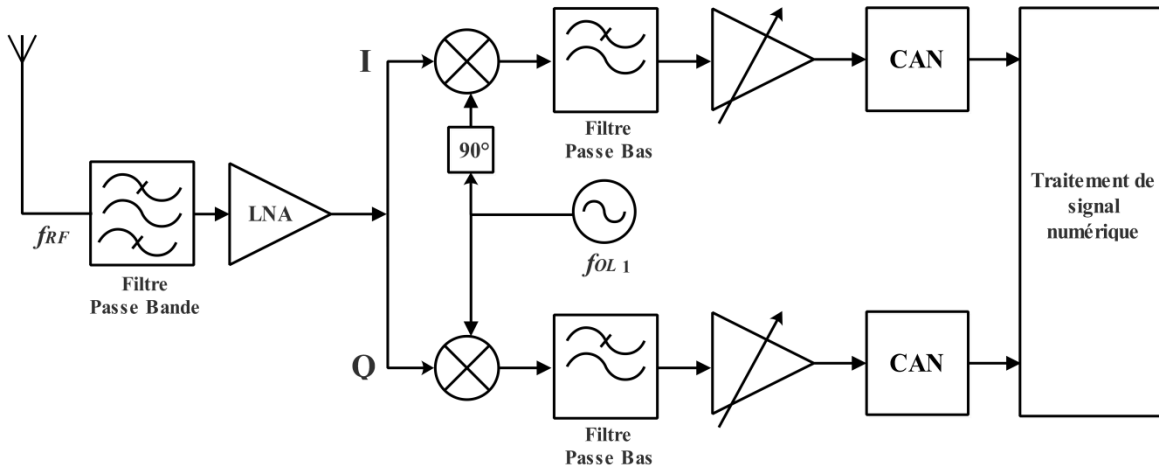 I
CAN
Filtre
Passe Bas
90°
LNA
fRF
Filtre
Passe Bande
fOL 1
Traitement de
signal
numérique
Q
CAN
Filtre
Passe Bas